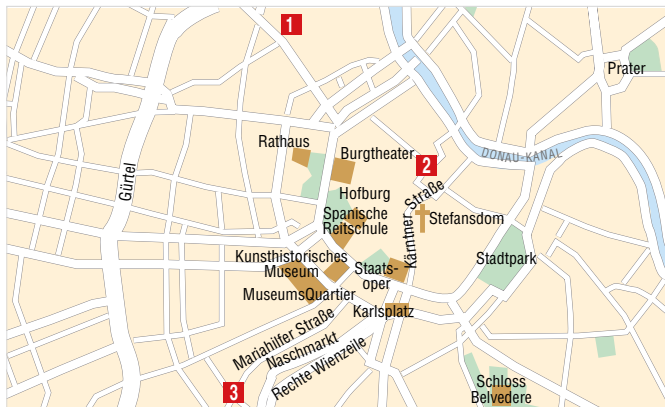 1
Prater
Rathaus
Burgtheater
2
DONAU-KANAL
Gürtel
Hofburg
Kärntner Straße
Spanische
Reitschule
Stefansdom
Kunsthistorisches
Museum
Staats-
oper
Stadtpark
MuseumsQuartier
Karlsplatz
Mariahilfer Straße
Naschmarkt
Rechte Wienzeile
3
Schloss
Belvedere